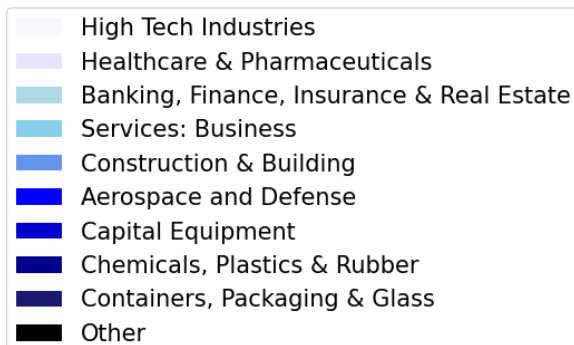 High Tech Industries
Healthcare & Pharmaceuticals
Banking, Finance, Insurance & Real Estate
Services: Business
Construction & Building
Aerospace and Defense
Capital Equipment
Chemicals, Plastics & Rubber
Containers, Packaging & Glass
Other